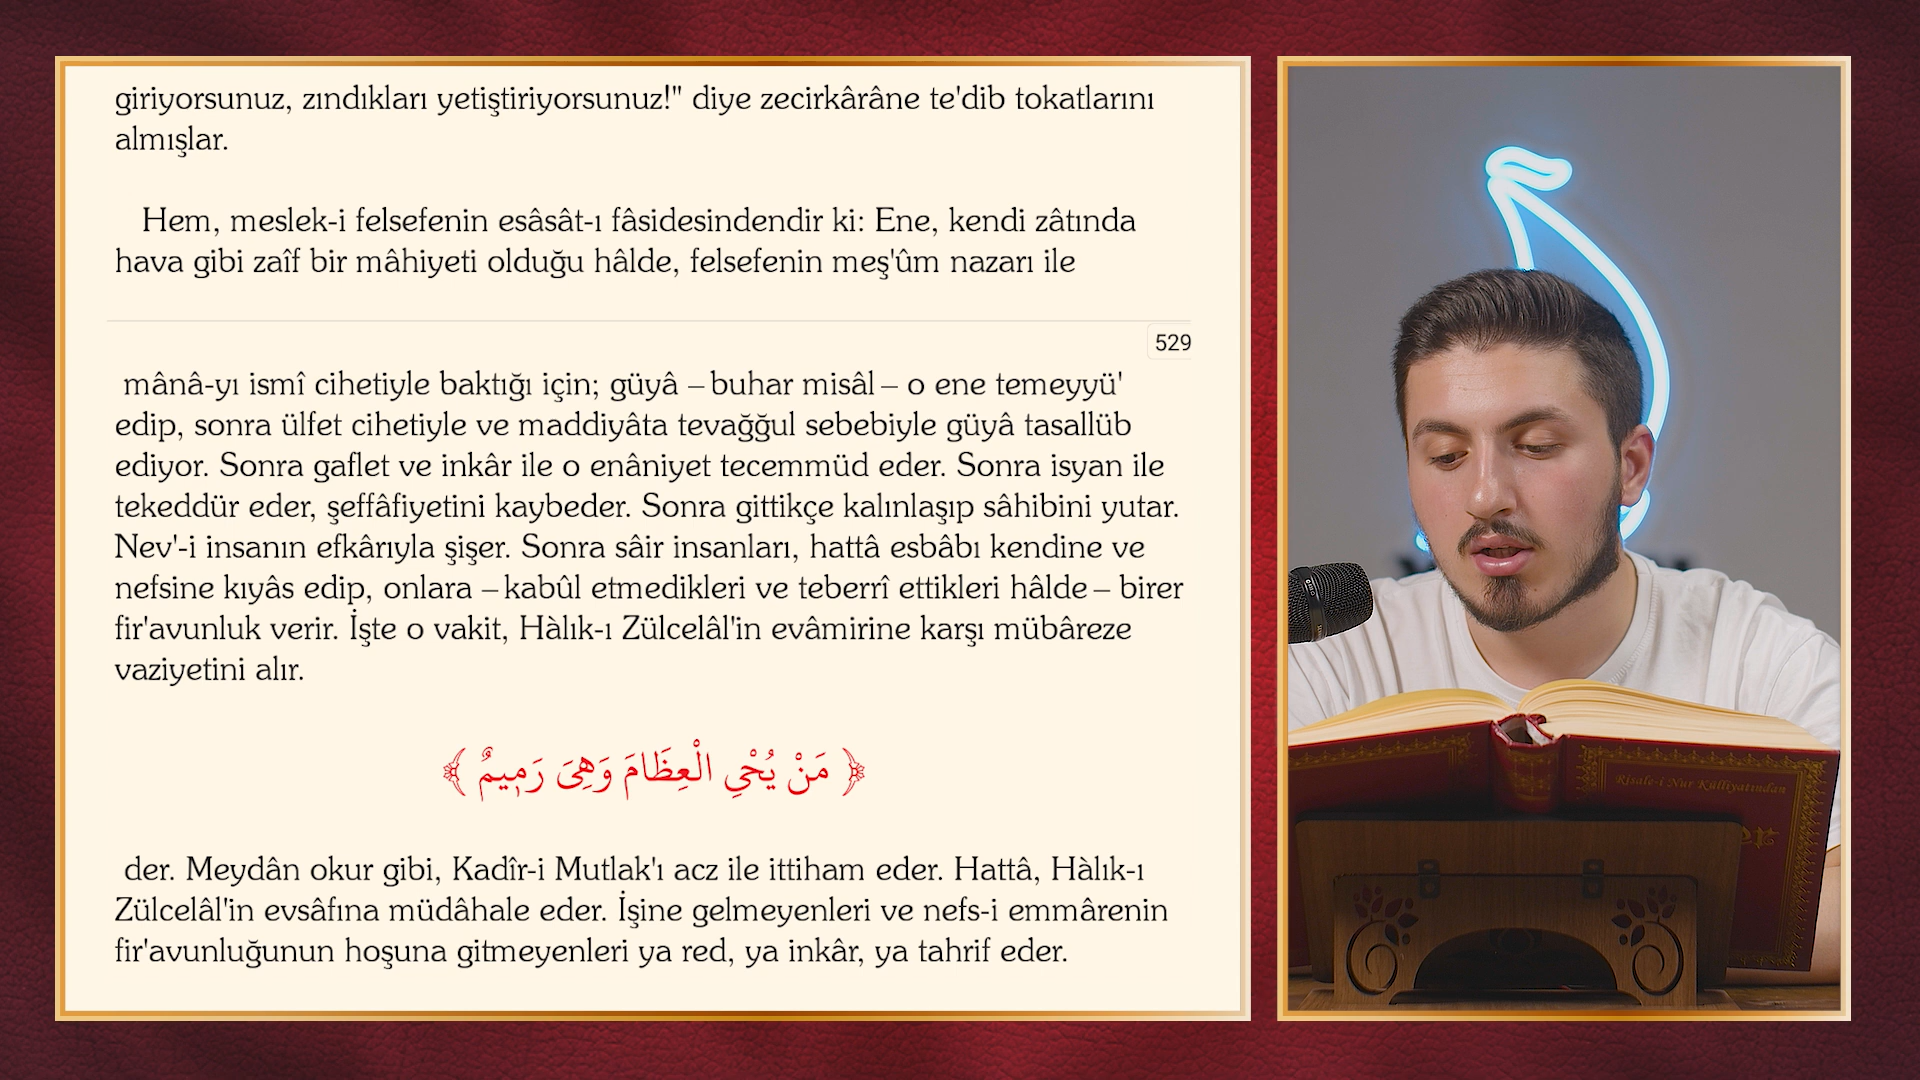 giriyorsunuz, zındıkları yetiştiriyorsunuz!" diye zecirkârâne te'dib tokatlarını
almışlar.
Hem, meslek-i felsefenin esâsât-ı fâsidesindendir ki: Ene, kendi zâtında
hava gibi zaîf bir mâhiyeti olduğu hâlde, felsefenin meş'ûm nazarı ile
529
mânâ-yı ismî cihetiyle baktığı için; güyâ – buhar misâl – o ene temeyyü'
edip, sonra ülfet cihetiyle ve maddiyâta tevağğul sebebiyle güyâ tasallüb
ediyor. Sonra gaflet ve inkâr ile o enâniyet tecemmüd eder. Sonra isyan ile
tekeddür eder, şeffâfiyetini kaybeder. Sonra gittikçe kalınlaşıp sâhibini yutar.
Nev'-i insanın efkârıyla şişer. Sonra sâir insanları, hattâ esbâbı kendine ve
nefsine kıyâs edip, onlara – kabûl etmedikleri ve teberrî ettikleri hâlde – birer
fir'avunluk verir. İşte o vakit, Hàlık-ı Zülcelâl'in evâmirine karşı mübâreze
vaziyetini alır.
﴿ مَنْ يُحْيِ الْعِظَامَ وَهِىَ رَمِيمٌ ﴾
der. Meydân okur gibi, Kadîr-i Mutlak'ı acz ile ittiham eder. Hattâ, Hàlık-ı
Zülcelâl'in evsâfına müdâhale eder. İşine gelmeyenleri ve nefs-i emmârenin
fir'avunluğunun hoşuna gitmeyenleri ya red, ya inkâr, ya tahrif eder.
Risale-i Nur Külliyatından